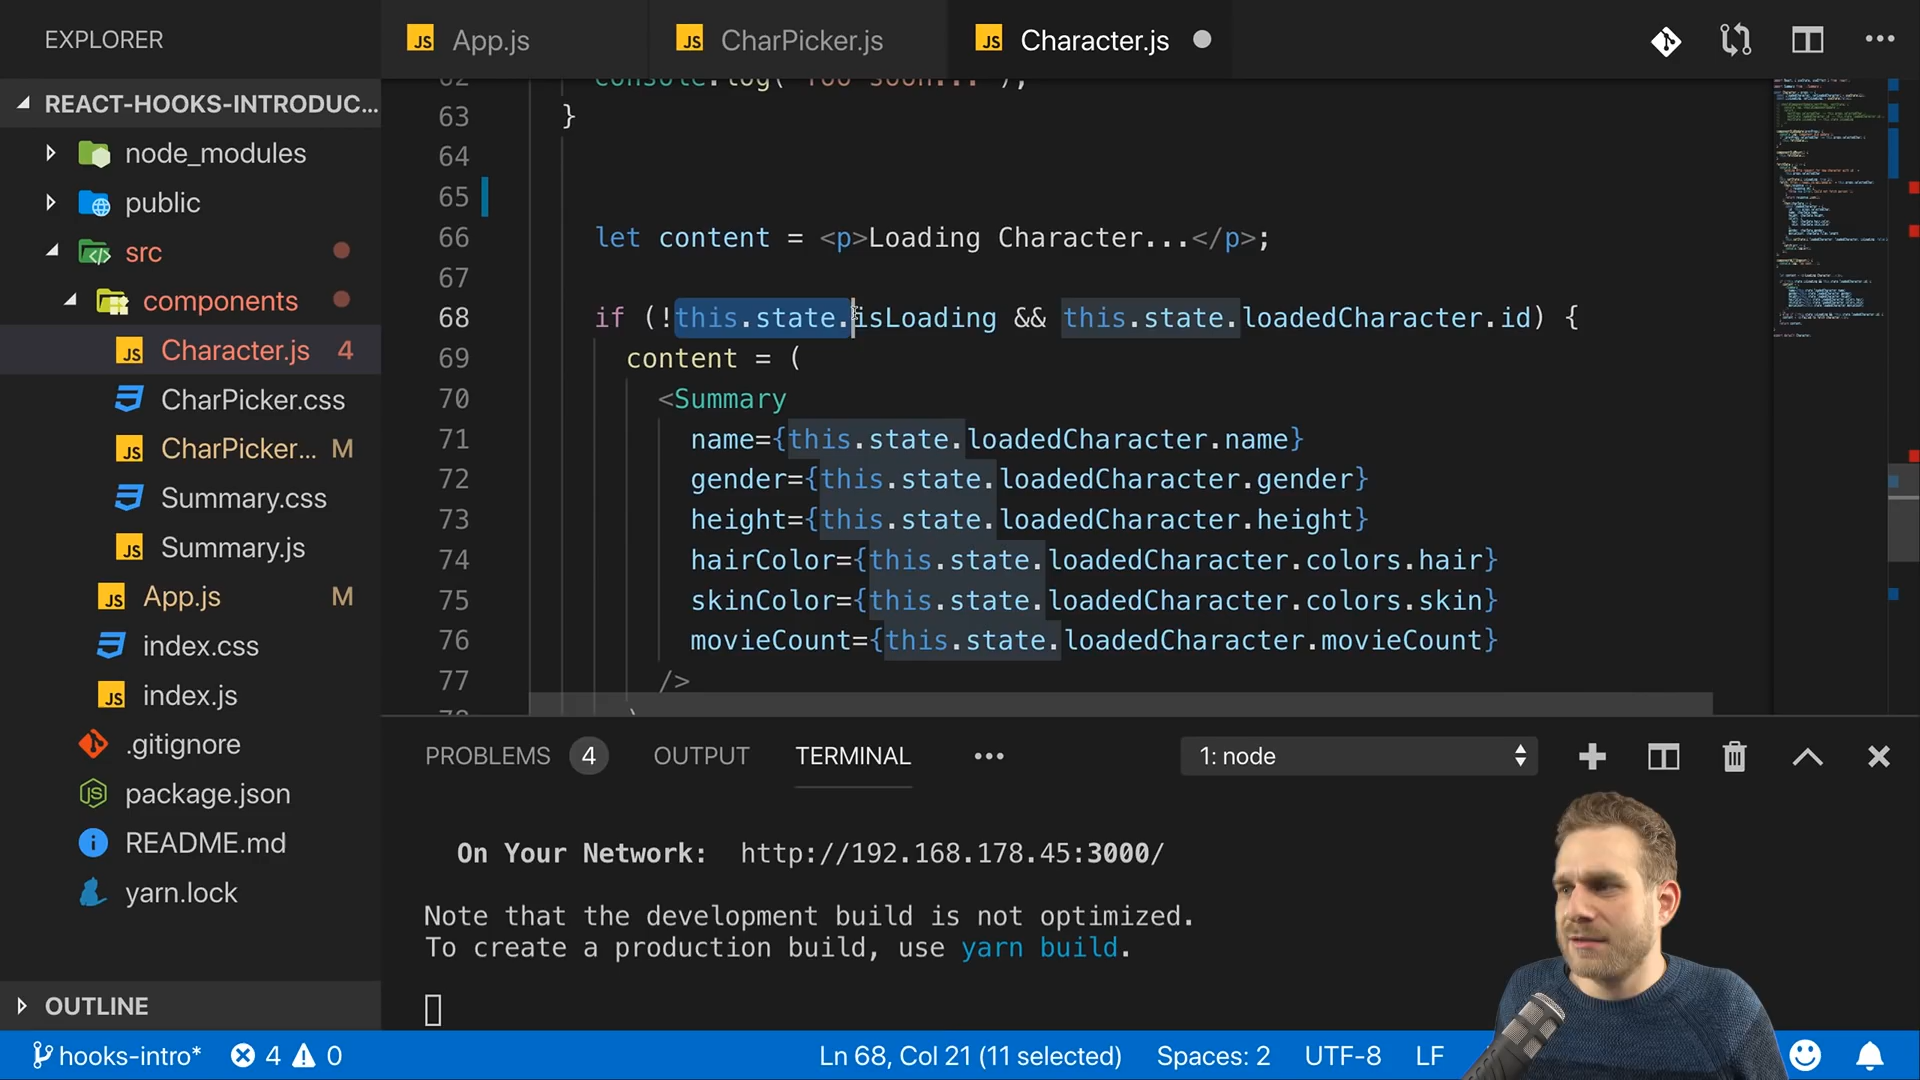 EXPLORER
REACT-HOOKS-INTRODUC...
node_modules
public
src
components
Character.js 4
CharPicker.css
CharPicker... M
Summary.css
Summary.js
App.js M
index.css
index.js
.gitignore
package.json
README.md
yarn.lock
OUTLINE
JS App.js
JS CharPicker.js
JS Character.js
63 }
64
65
66 let content = <p>Loading Character...</p>;
67
68 if (!this.state.isLoading && this.state.loadedCharacter.id) {
69 content = (
70 <Summary
71 name={this.state.loadedCharacter.name}
72 gender={this.state.loadedCharacter.gender}
73 height={this.state.loadedCharacter.height}
74 hairColor={this.state.loadedCharacter.colors.hair}
75 skinColor={this.state.loadedCharacter.colors.skin}
76 movieCount={this.state.loadedCharacter.movieCount}
77 />
PROBLEMS 4 OUTPUT TERMINAL ••• 1: node
On Your Network: http://192.168.178.45:3000/
Note that the development build is not optimized.
To create a production build, use yarn build.
hooks-intro* 4 0 Ln 68, Col 21 (11 selected) Spaces: 2 UTF-8 LF